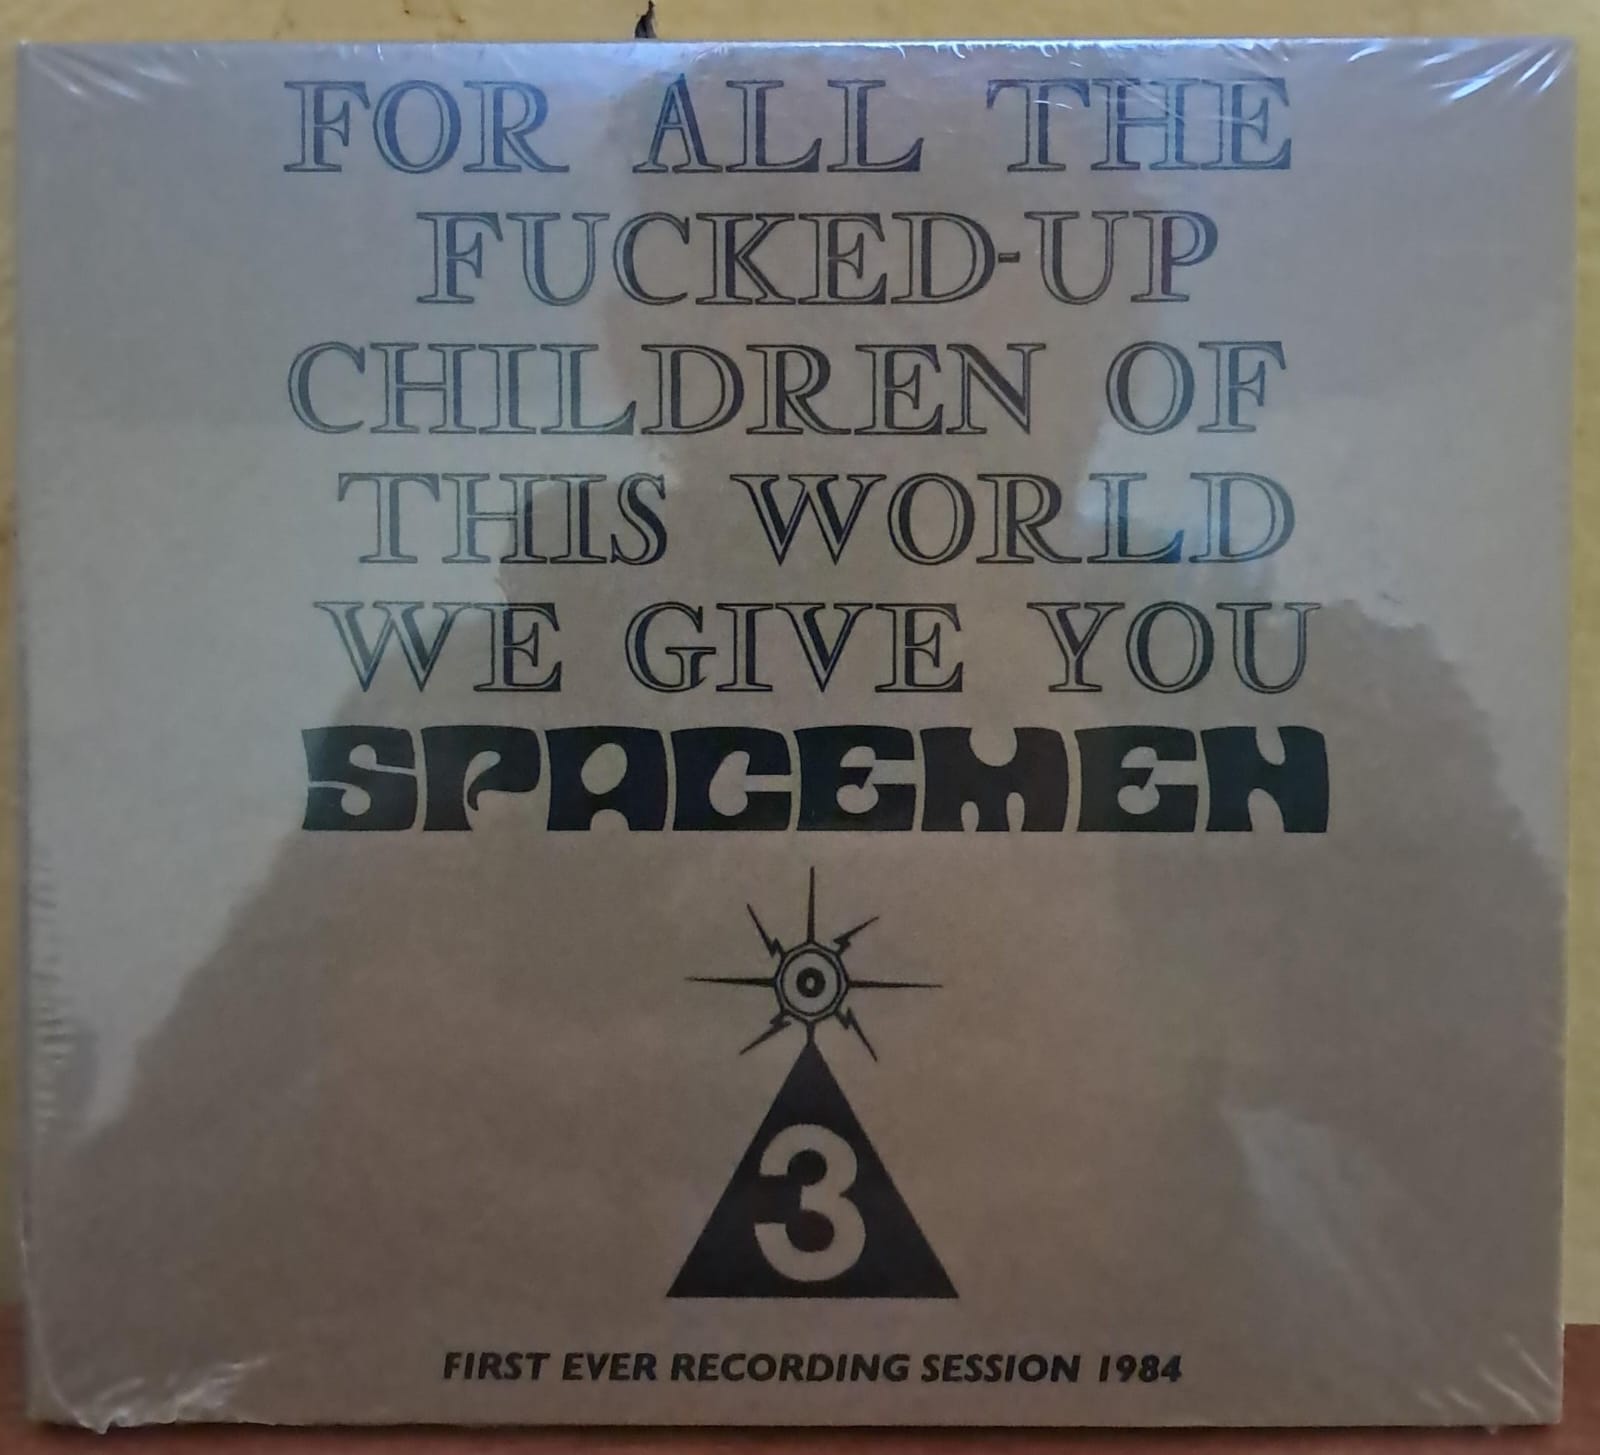 FOR ALL THE
FUCKED-UP
CHILDREN OF
THIS WORLD
WE GIVE YOU
SPACEMEN
3
FIRST EVER RECORDING SESSION 1984